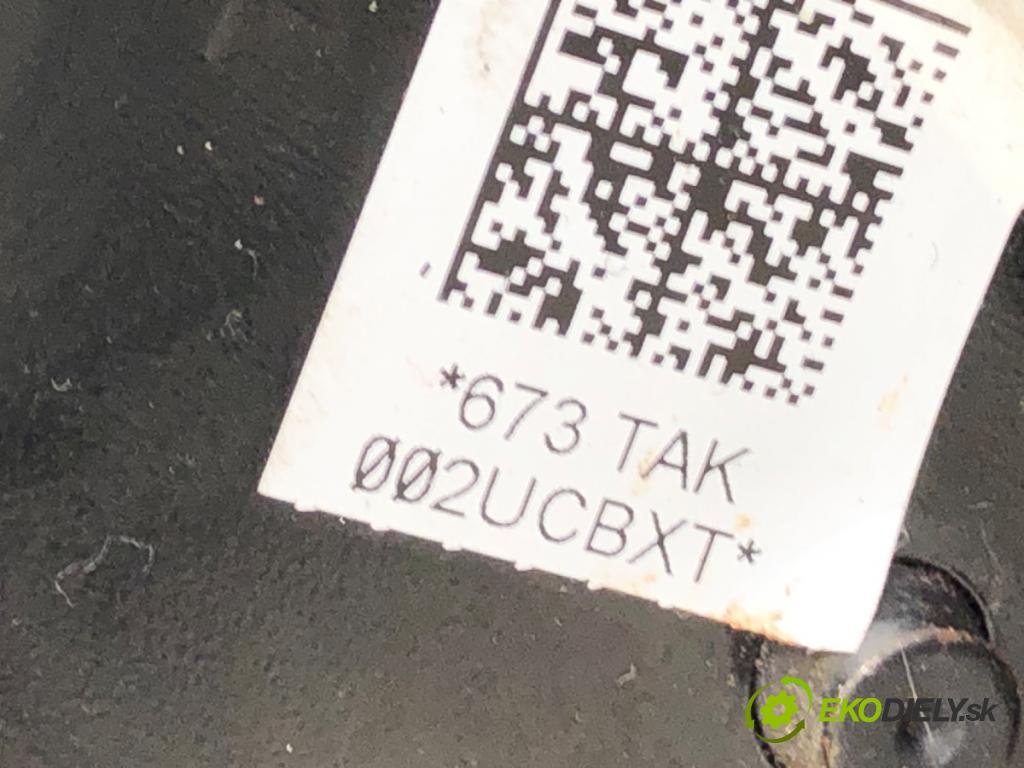 *673 TAK
ØØ2UCBXT*
EKODIELY.sk